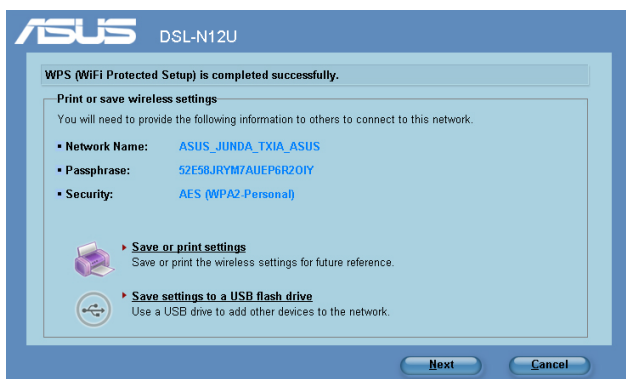 ASUS DSL-N12U
WPS (WiFi Protected Setup) is completed successfully.
Print or save wireless settings
You will need to provide the following information to others to connect to this network.
▪ Network Name: ASUS_JUNDA_TXIA_ASUS
▪ Passphrase: 52E58JRYM7AUEP6R2OIY
▪ Security: AES (WPA2-Personal)
Save or print settings
Save or print the wireless settings for future reference.
Save settings to a USB flash drive
Use a USB drive to add other devices to the network.
Next Cancel